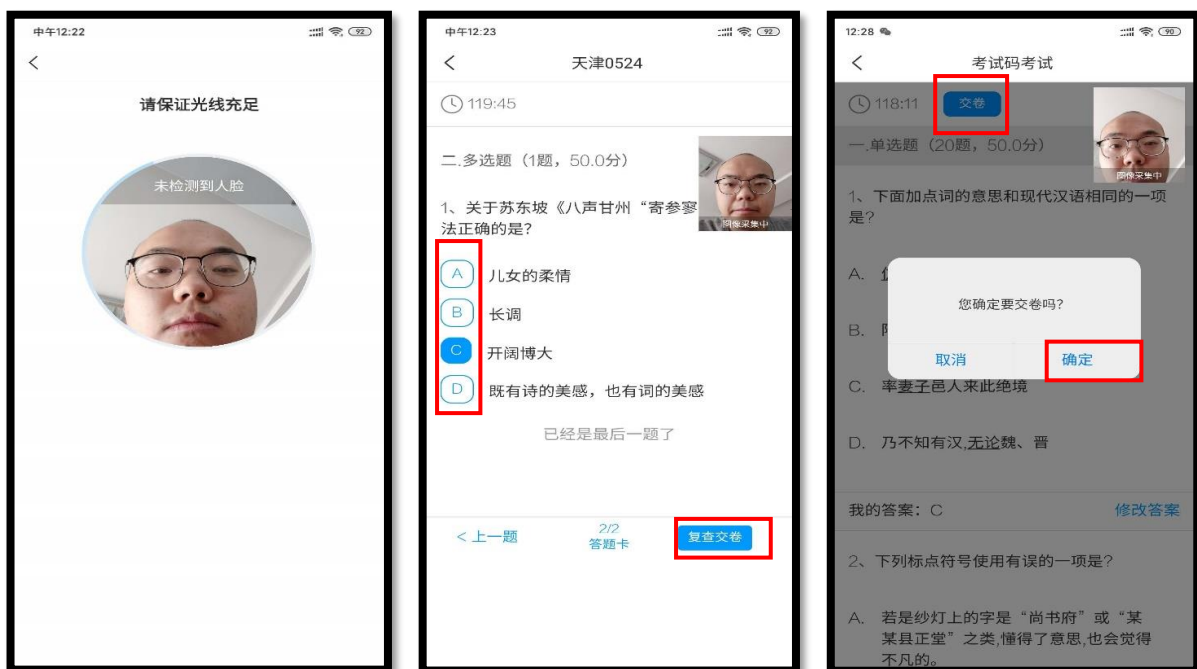 中午12:22
92
请保证光线充足
未检测到人脸
中午12:23
92
天津0524
119:45
二.多选题（1题，50.0分）
1、关于苏东坡《八声甘州“寄参寥
法正确的是？
图像采集中
A 儿女的柔情
B 长调
C 开阔博大
D 既有诗的美感，也有词的美感
已经是最后一题了
< 上一题
2/2
答题卡
复查交卷
12:28
90
考试码考试
118:11
交卷
一.单选题（20题，50.0分）
图像采集中
1、下面加点词的意思和现代汉语相同的一项
是？
A.
您确定要交卷吗？
B.
取消
确定
C. 率妻子邑人来此绝境
D. 乃不知有汉,无论魏、晋
我的答案：C
修改答案
2、下列标点符号使用有误的一项是？
A. 若是纱灯上的字是“尚书府”或“某
某县正堂”之类,懂得了意思,也会觉得
不凡的。